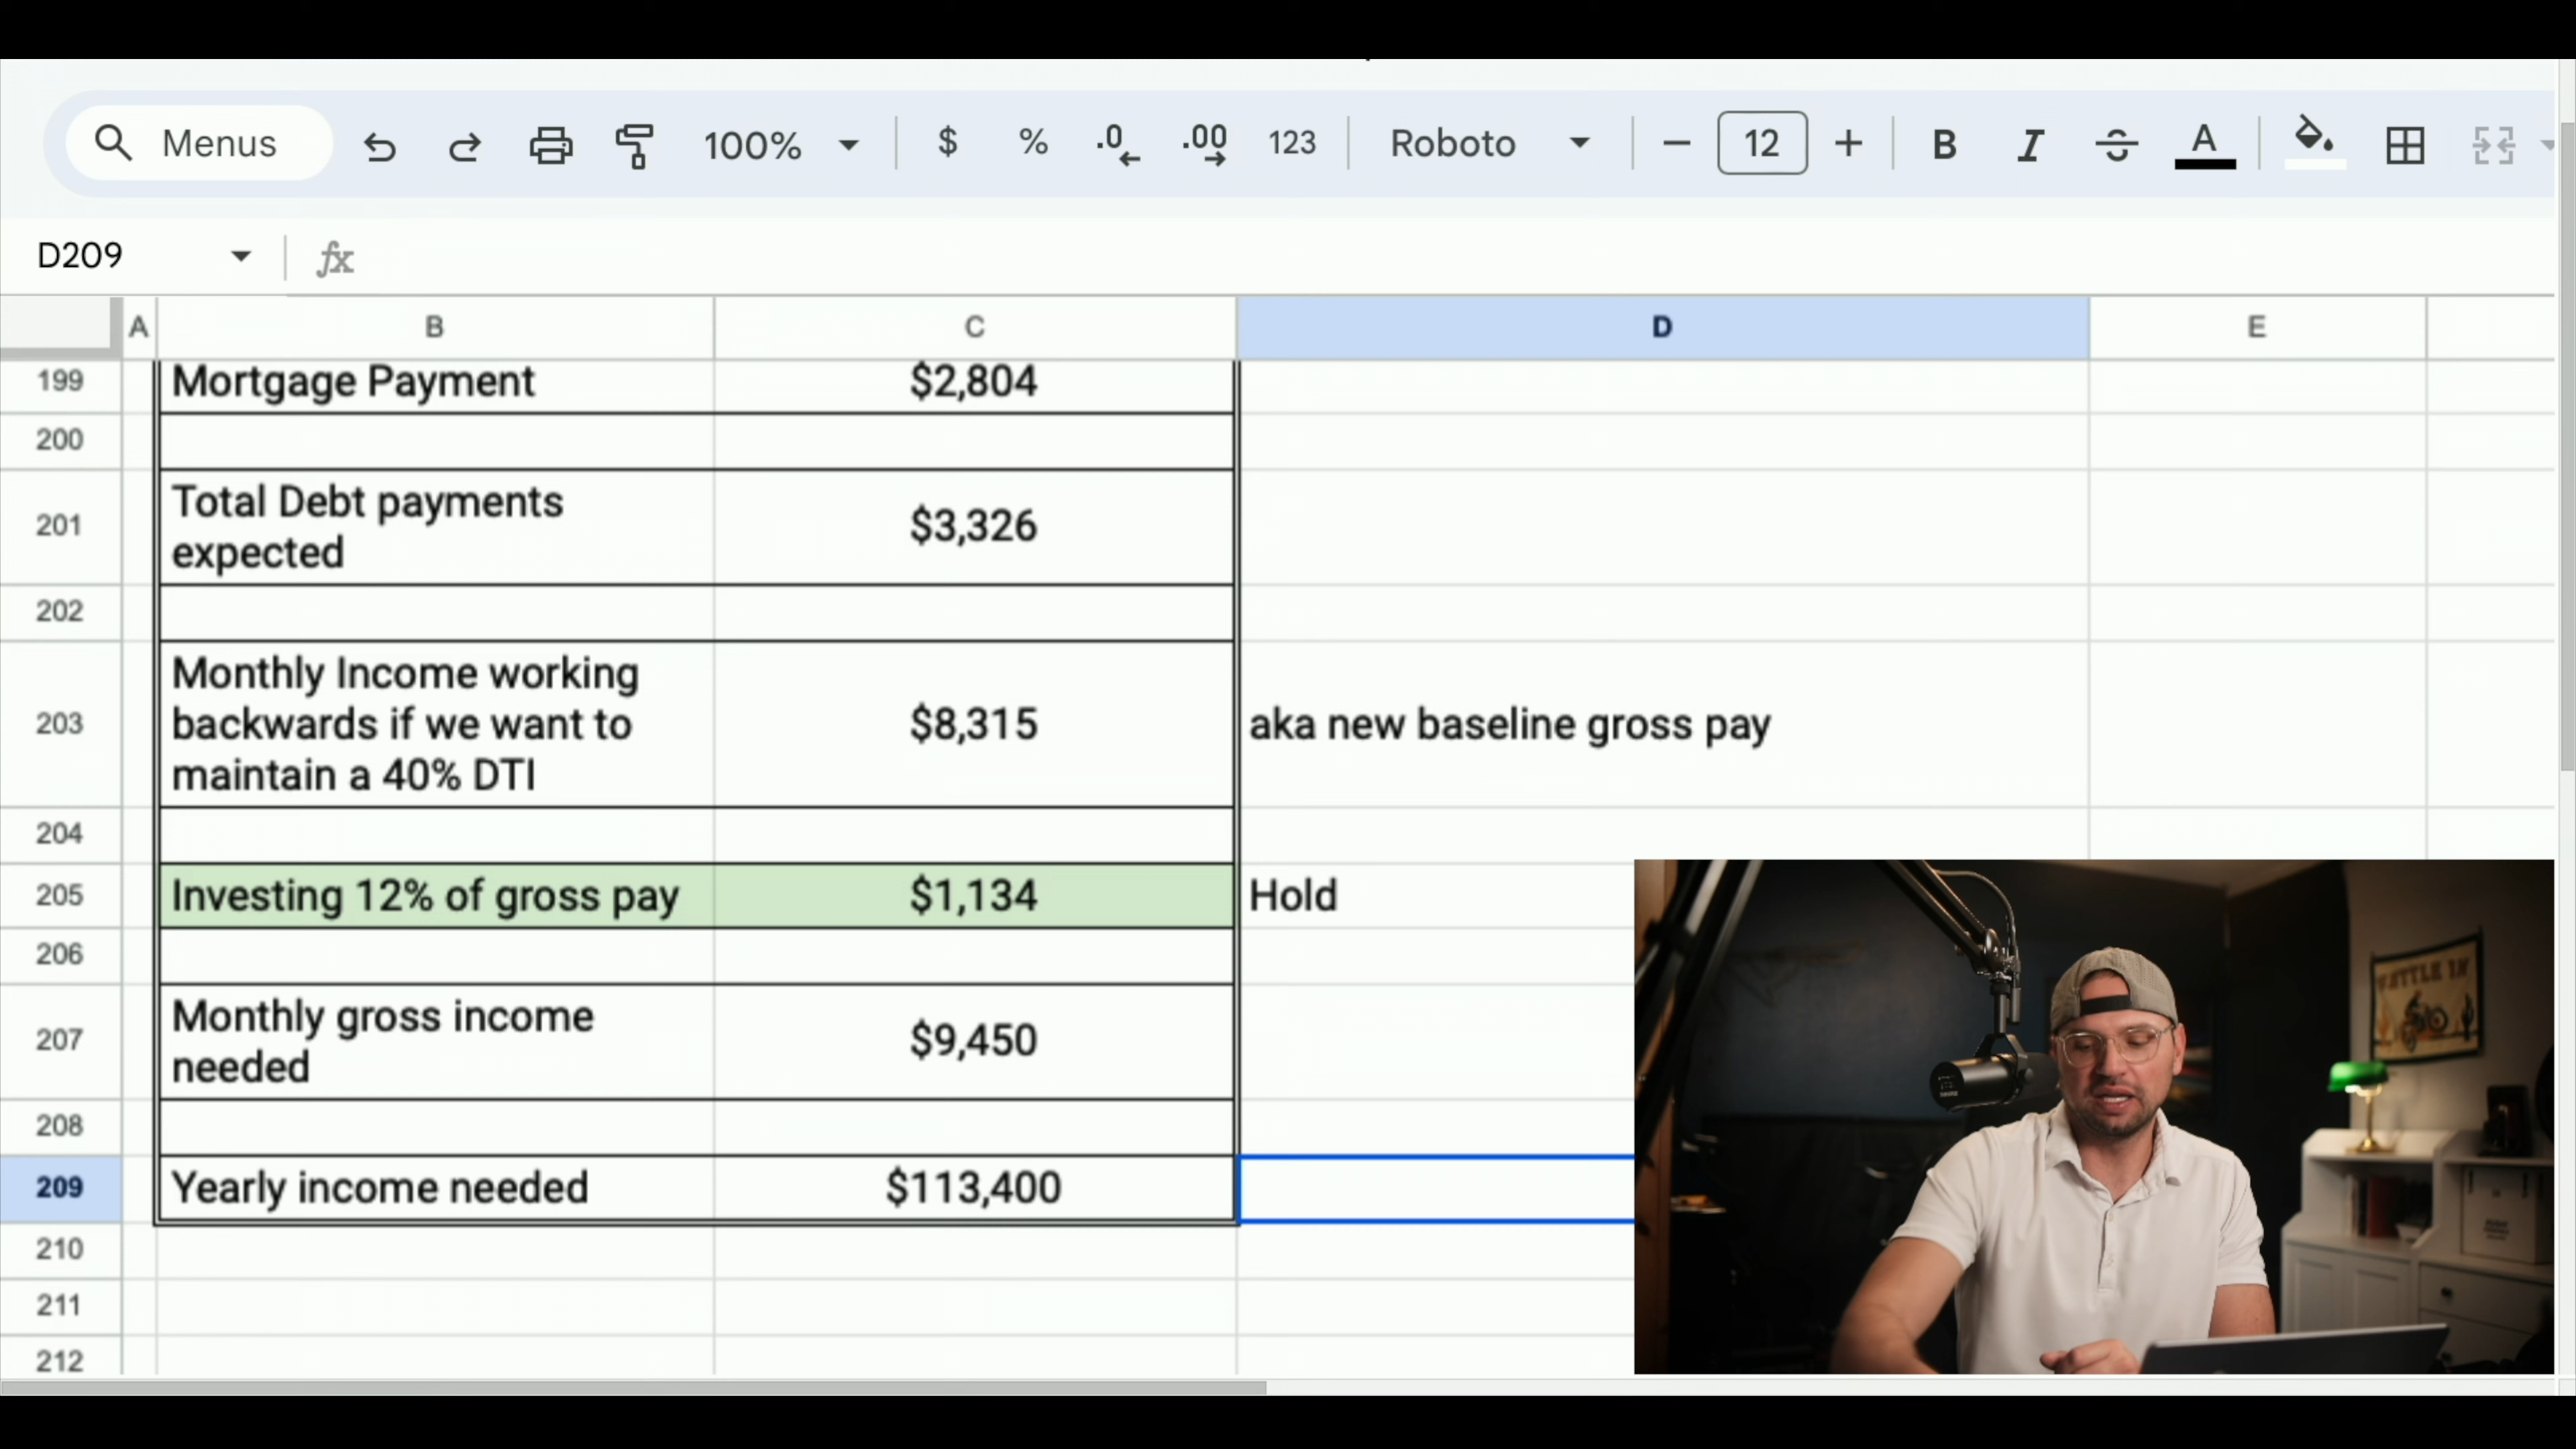 Menus
100%
$
%
.0
.00
123
Roboto
12
B
I
A
D209
fx
A
B
C
D
E
199
Mortgage Payment
$2,804
200
201
Total Debt payments
expected
$3,326
202
203
Monthly Income working
backwards if we want to
maintain a 40% DTI
$8,315
aka new baseline gross pay
204
205
Investing 12% of gross pay
$1,134
Hold
206
207
Monthly gross income
needed
$9,450
208
209
Yearly income needed
$113,400
210
211
212